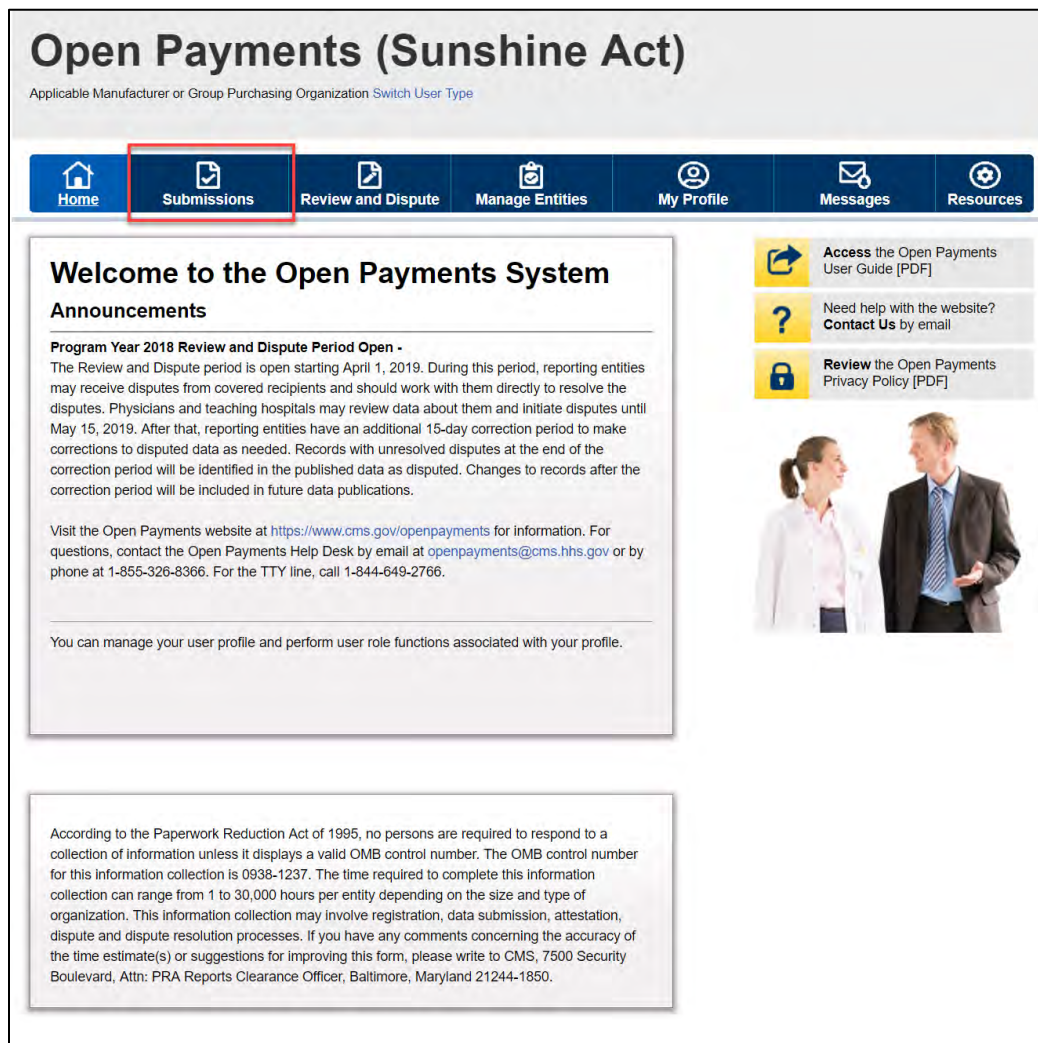 Open Payments (Sunshine Act)
Applicable Manufacturer or Group Purchasing Organization Switch User Type
Home
Submissions
Review and Dispute
Manage Entities
My Profile
Messages
Resources
Welcome to the Open Payments System
Announcements
Program Year 2018 Review and Dispute Period Open -
The Review and Dispute period is open starting April 1, 2019. During this period, reporting entities
may receive disputes from covered recipients and should work with them directly to resolve the
disputes. Physicians and teaching hospitals may review data about them and initiate disputes until
May 15, 2019. After that, reporting entities have an additional 15-day correction period to make
corrections to disputed data as needed. Records with unresolved disputes at the end of the
correction period will be identified in the published data as disputed. Changes to records after the
correction period will be included in future data publications.
Visit the Open Payments website at https://www.cms.gov/openpayments for information. For
questions, contact the Open Payments Help Desk by email at openpayments@cms.hhs.gov or by
phone at 1-855-326-8366. For the TTY line, call 1-844-649-2766.
You can manage your user profile and perform user role functions associated with your profile.
Access the Open Payments
User Guide [PDF]
Need help with the website?
Contact Us by email
Review the Open Payments
Privacy Policy [PDF]
According to the Paperwork Reduction Act of 1995, no persons are required to respond to a
collection of information unless it displays a valid OMB control number. The OMB control number
for this information collection is 0938-1237. The time required to complete this information
collection can range from 1 to 30,000 hours per entity depending on the size and type of
organization. This information collection may involve registration, data submission, attestation,
dispute and dispute resolution processes. If you have any comments concerning the accuracy of
the time estimate(s) or suggestions for improving this form, please write to CMS, 7500 Security
Boulevard, Attn: PRA Reports Clearance Officer, Baltimore, Maryland 21244-1850.